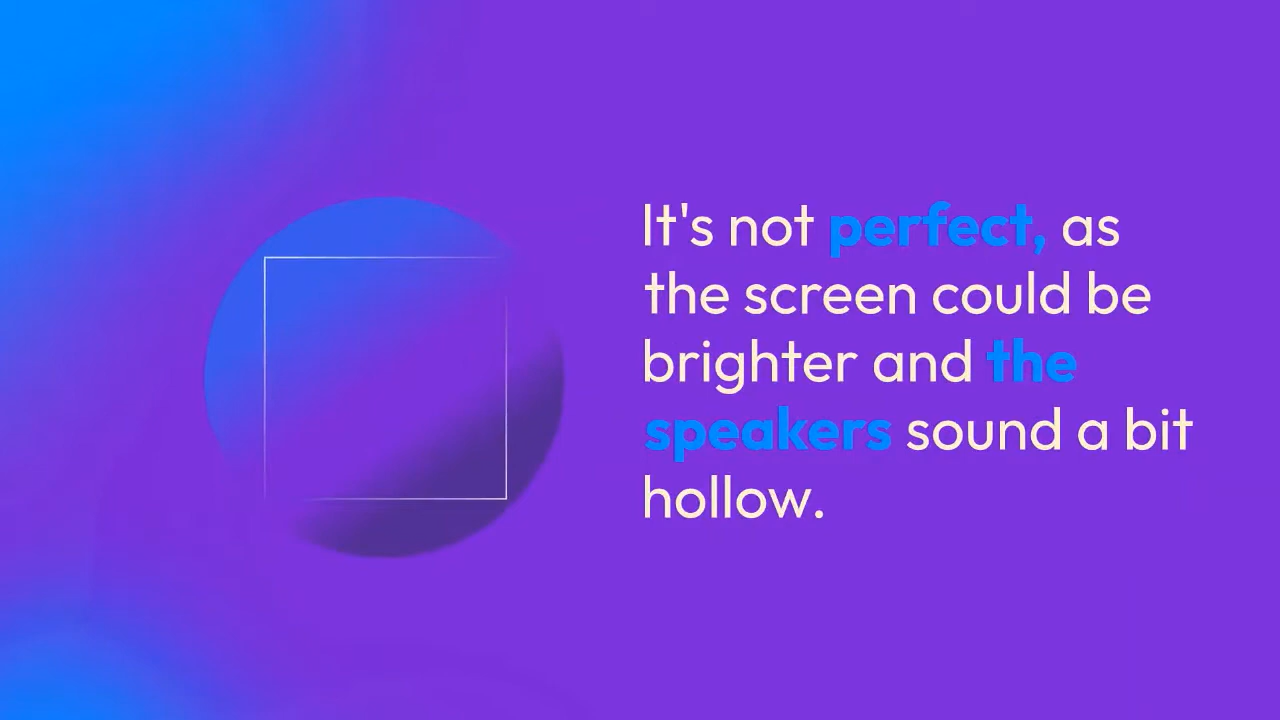 It's not perfect, as
the screen could be
brighter and the
speakers sound a bit
hollow.